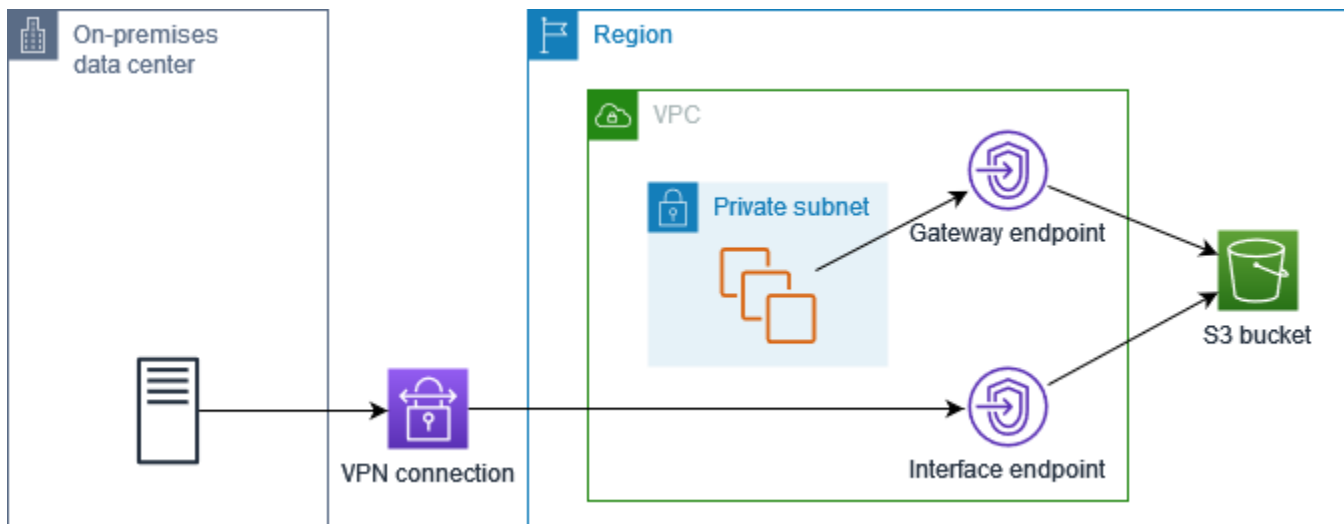 On-premises
data center
Region
VPC
Private subnet
Gateway endpoint
S3 bucket
VPN connection
Interface endpoint